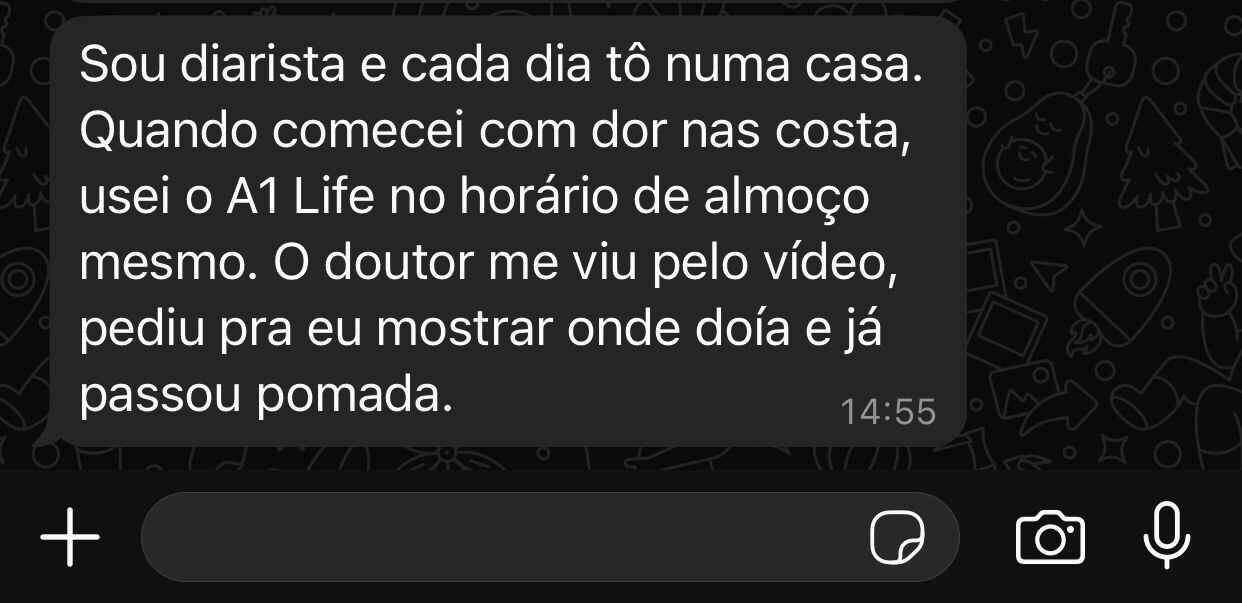 Sou diarista e cada dia tô numa casa.
Quando comecei com dor nas costa,
usei o A1 Life no horário de almoço
mesmo. O doutor me viu pelo vídeo,
pediu pra eu mostrar onde doía e já
passou pomada.
14:55